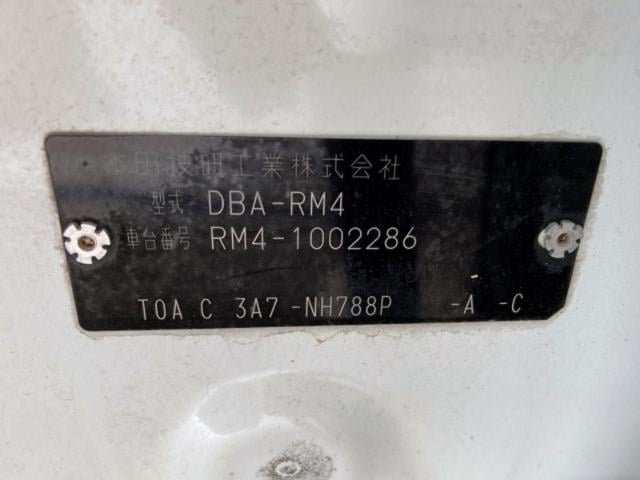 本田技研工業株式会社
型式 DBA-RM4
車台番号 RM4-1002286
TOA C 3A7 -NH788P -A -C